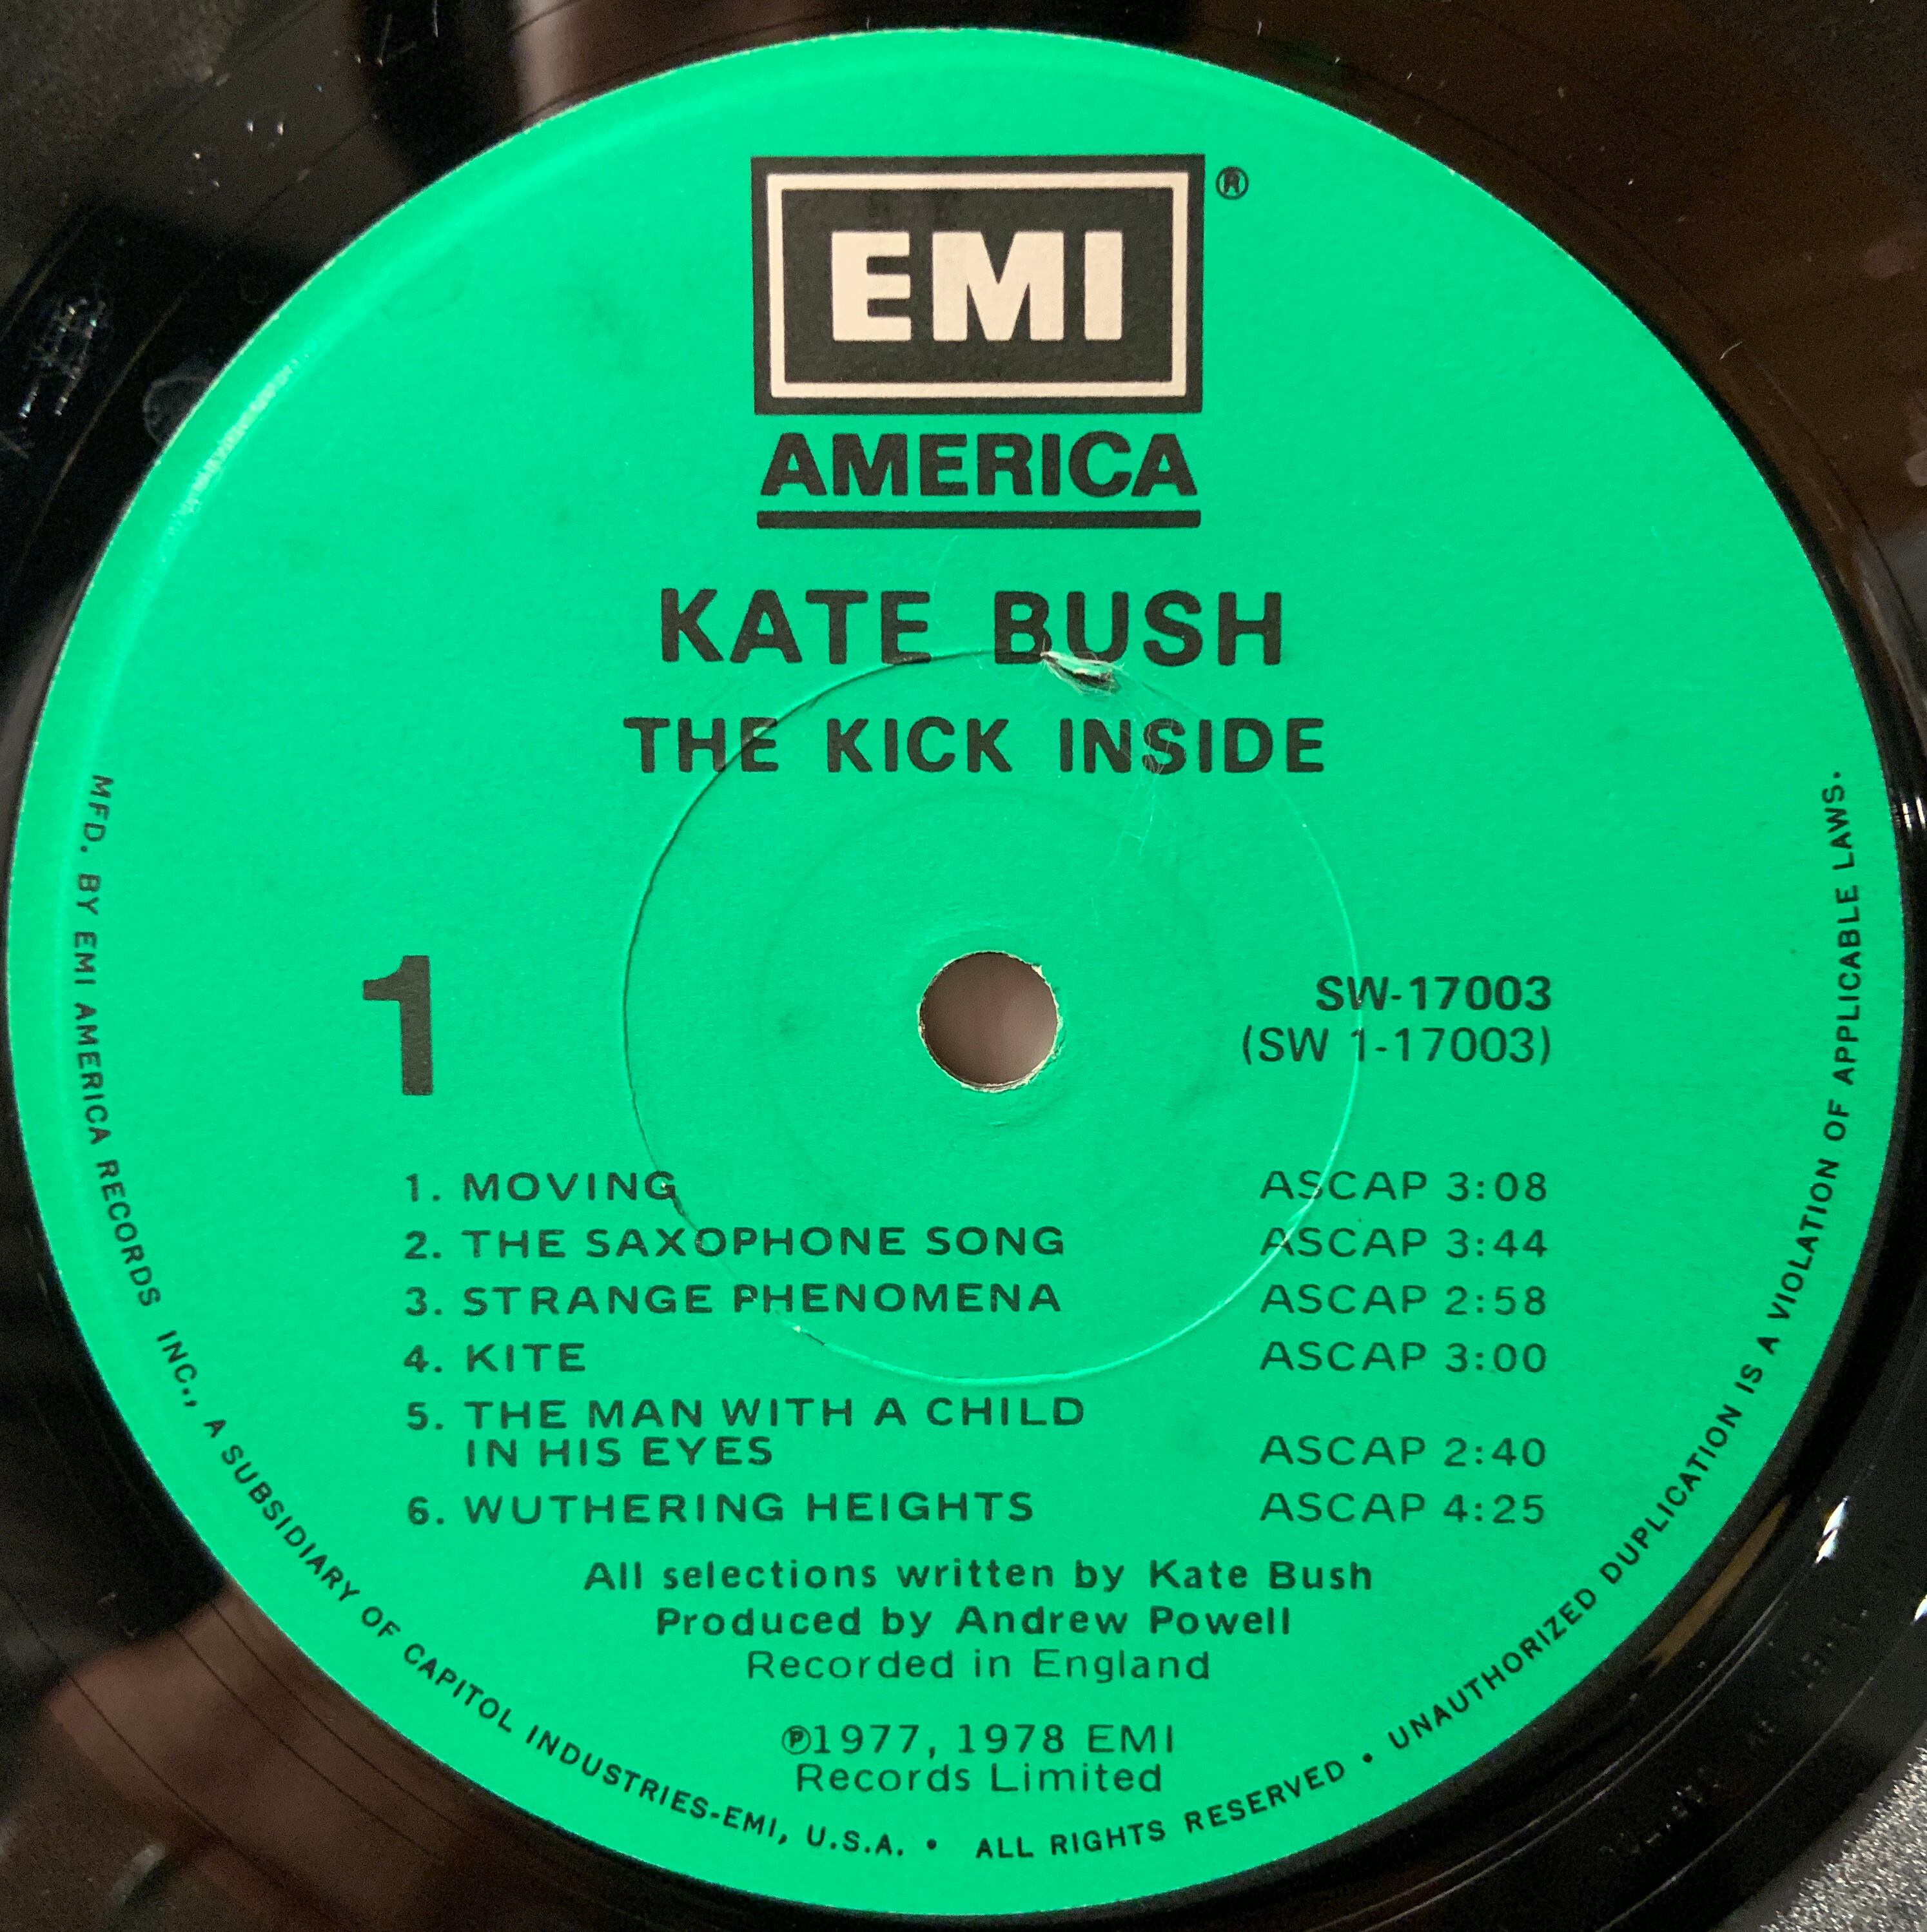 EMI ®
AMERICA
KATE BUSH
THE KICK INSIDE
1
SW-17003
(SW 1-17003)
1. MOVING ASCAP 3:08
2. THE SAXOPHONE SONG ASCAP 3:44
3. STRANGE PHENOMENA ASCAP 2:58
4. KITE ASCAP 3:00
5. THE MAN WITH A CHILD
IN HIS EYES ASCAP 2:40
6. WUTHERING HEIGHTS ASCAP 4:25
All selections written by Kate Bush
Produced by Andrew Powell
Recorded in England
℗1977, 1978 EMI
Records Limited
MFD. BY EMI AMERICA RECORDS INC., A SUBSIDIARY OF CAPITOL INDUSTRIES-EMI, U.S.A. • ALL RIGHTS RESERVED • UNAUTHORIZED DUPLICATION IS A VIOLATION OF APPLICABLE LAWS.